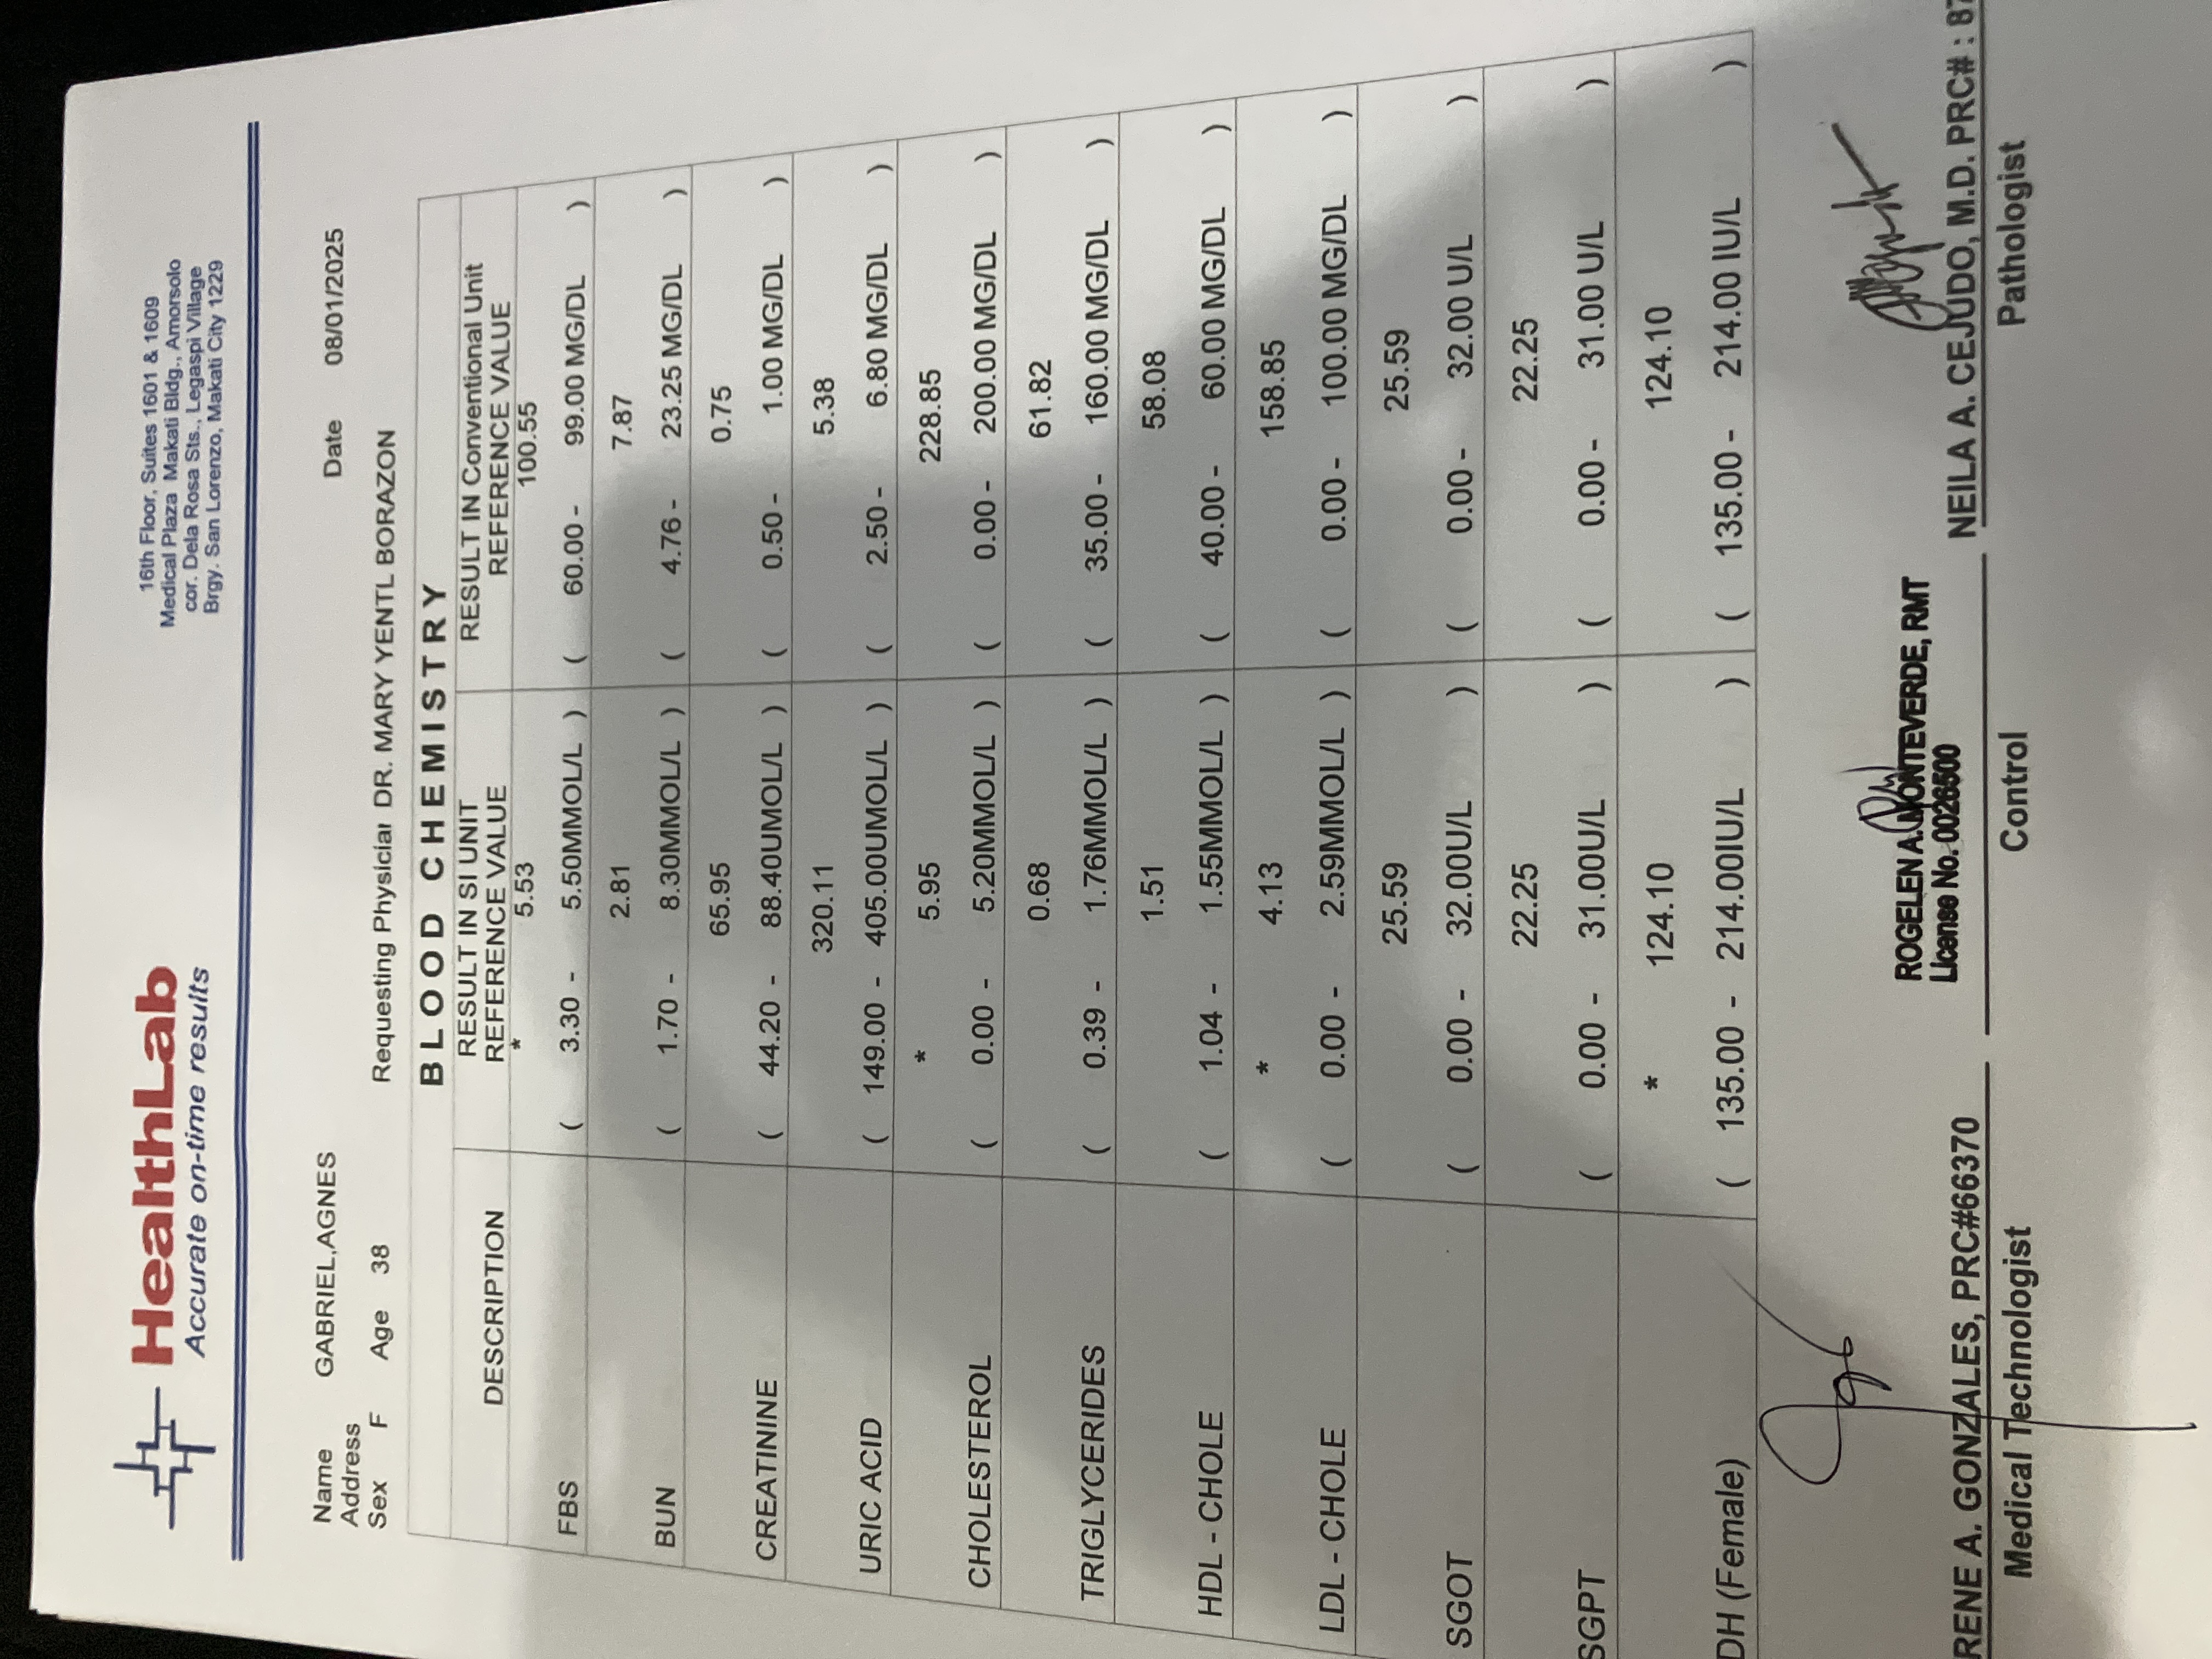 HealthLab
Accurate on-time results
16th Floor, Suites 1601 & 1609
Medical Plaza Makati Bldg., Amorsolo
cor. Dela Rosa Sts., Legaspi Village
Brgy. San Lorenzo, Makati City 1229
Name GABRIEL,AGNES Date 08/01/2025
Address
Sex F Age 38 Requesting Physiciar DR. MARY YENTL BORAZON
BLOOD CHEMISTRY
DESCRIPTION
RESULT IN SI UNIT
REFERENCE VALUE
RESULT IN Conventional Unit
REFERENCE VALUE
* 5.53 100.55
FBS ( 3.30 - 5.50MMOL/L ) ( 60.00 - 99.00 MG/DL )
2.81 7.87
BUN ( 1.70 - 8.30MMOL/L ) ( 4.76 - 23.25 MG/DL )
65.95 0.75
CREATININE ( 44.20 - 88.40UMOL/L ) ( 0.50 - 1.00 MG/DL )
320.11 5.38
URIC ACID ( 149.00 - 405.00UMOL/L ) ( 2.50 - 6.80 MG/DL )
* 5.95 228.85
CHOLESTEROL ( 0.00 - 5.20MMOL/L ) ( 0.00 - 200.00 MG/DL )
0.68 61.82
TRIGLYCERIDES ( 0.39 - 1.76MMOL/L ) ( 35.00 - 160.00 MG/DL )
1.51 58.08
HDL - CHOLE ( 1.04 - 1.55MMOL/L ) ( 40.00 - 60.00 MG/DL )
* 4.13 158.85
LDL - CHOLE ( 0.00 - 2.59MMOL/L ) ( 0.00 - 100.00 MG/DL )
25.59 25.59
SGOT ( 0.00 - 32.00U/L ) ( 0.00 - 32.00 U/L )
22.25 22.25
SGPT ( 0.00 - 31.00U/L ) ( 0.00 - 31.00 U/L )
* 124.10 124.10
DH (Female) ( 135.00 - 214.00IU/L ) ( 135.00 - 214.00 IU/L )
ROGELEN A. MONTEVERDE, RMT
License No. 0026500
RENE A. GONZALES, PRC#66370
NEILA A. CEJUDO, M.D. PRC# : 87
Medical Technologist
Control
Pathologist